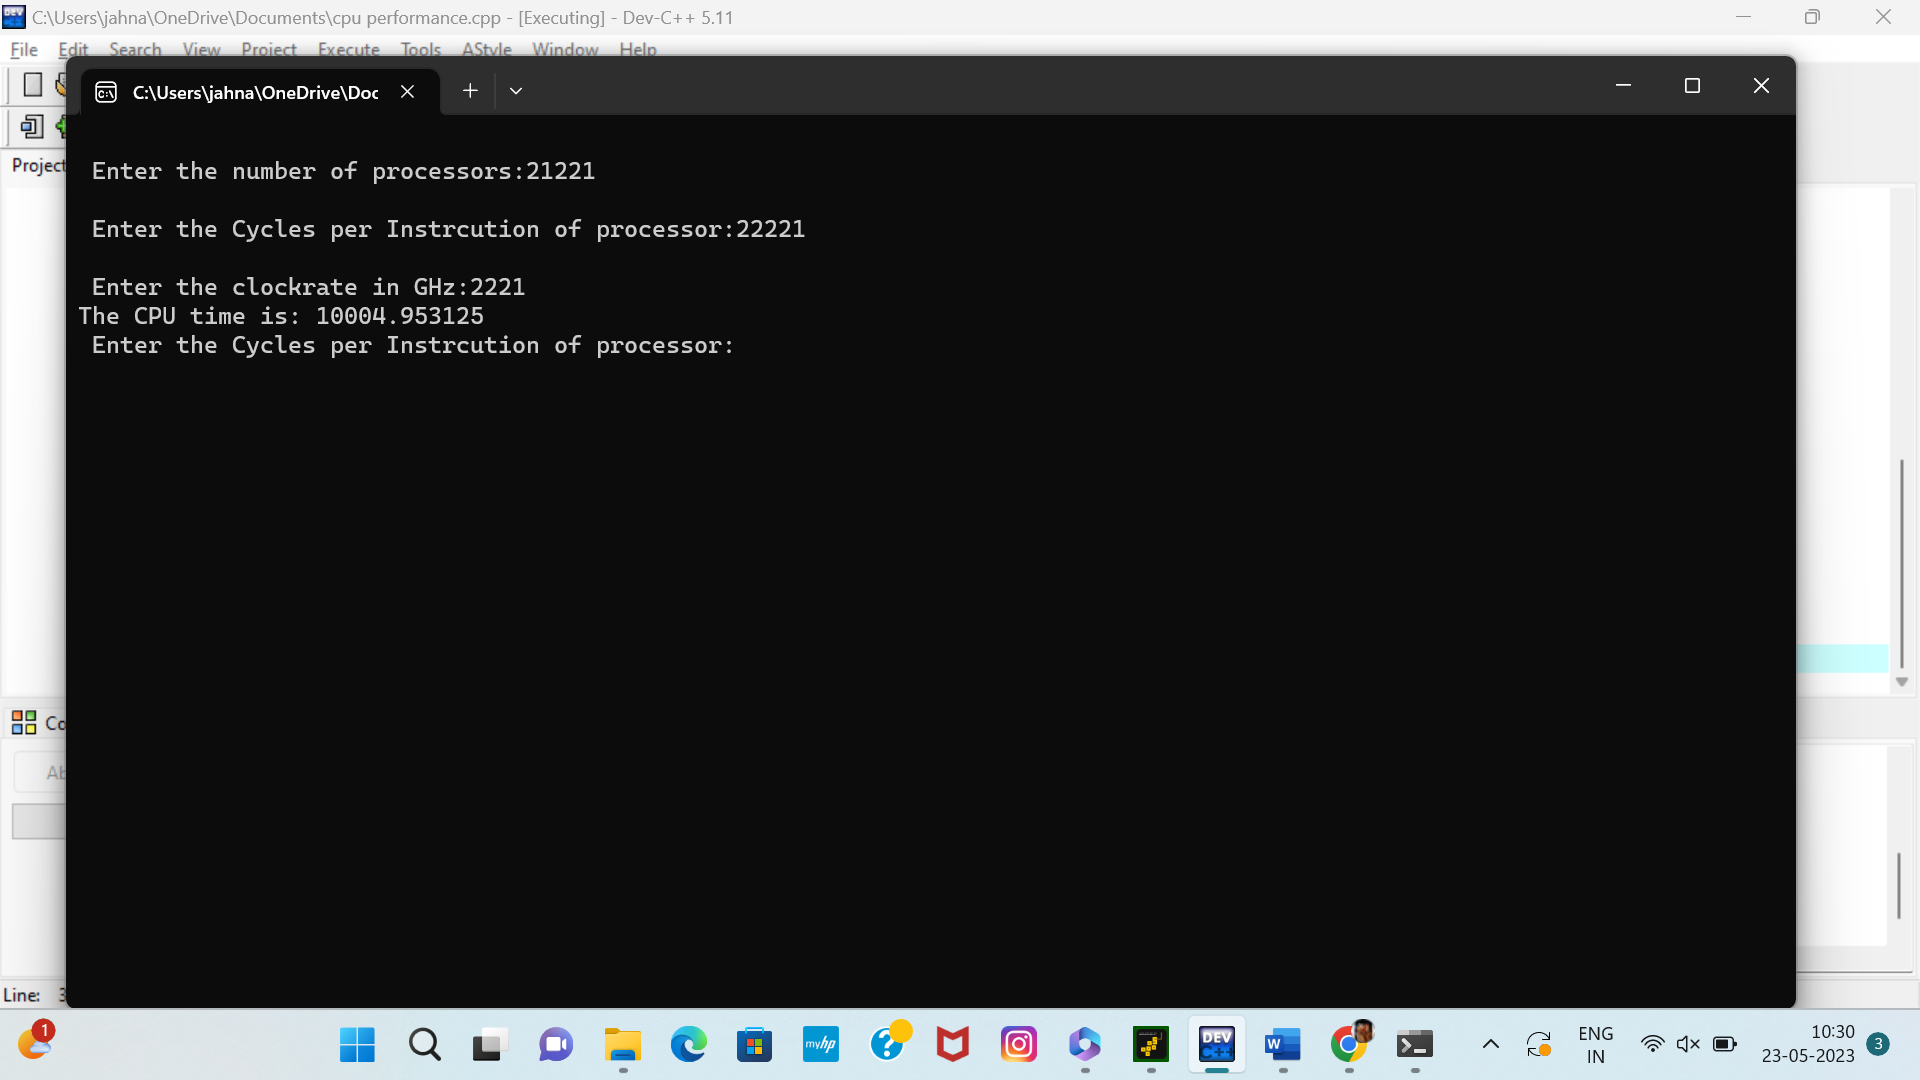 C:\Users\jahna\OneDrive\Documents\cpu performance.cpp - [Executing] - Dev-C++ 5.11
File Edit Search View Project Execute Tools AStyle Window Help
C:\Users\jahna\OneDrive\Doc
Project
Enter the number of processors:21221
Enter the Cycles per Instrcution of processor:22221
Enter the clockrate in GHz:2221
The CPU time is: 10004.953125
Enter the Cycles per Instrcution of processor:
Co
Ab
Line: 3
1
myhp
DEV C++
W
ENG
IN
10:30
23-05-2023
3